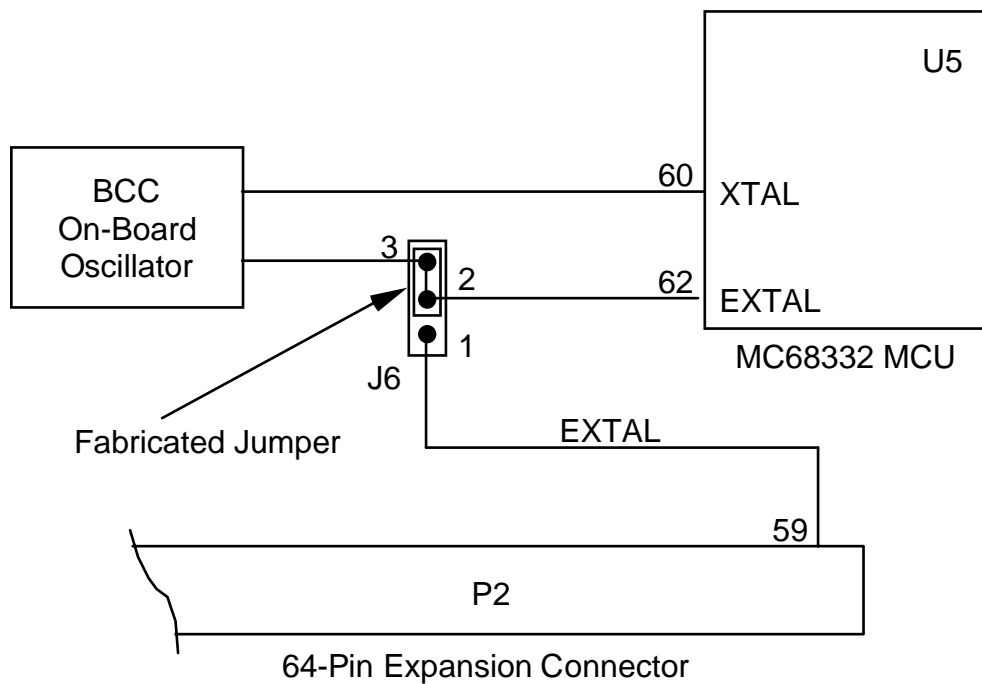 U5
BCC
On-Board
Oscillator
60
XTAL
3
2
62
EXTAL
1
MC68332 MCU
J6
Fabricated Jumper
EXTAL
59
P2
64-Pin Expansion Connector